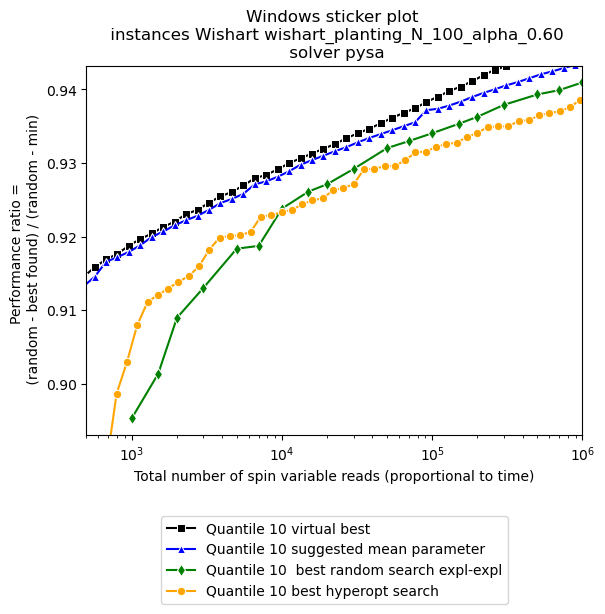 Windows sticker plot
instances Wishart wishart_planting_N_100_alpha_0.60
solver pysa
Performance ratio =
(random - best found) / (random - min)
0.94
0.93
0.92
0.91
0.90
10³
10⁴
10⁵
10⁶
Total number of spin variable reads (proportional to time)
Quantile 10 virtual best
Quantile 10 suggested mean parameter
Quantile 10  best random search expl-expl
Quantile 10 best hyperopt search